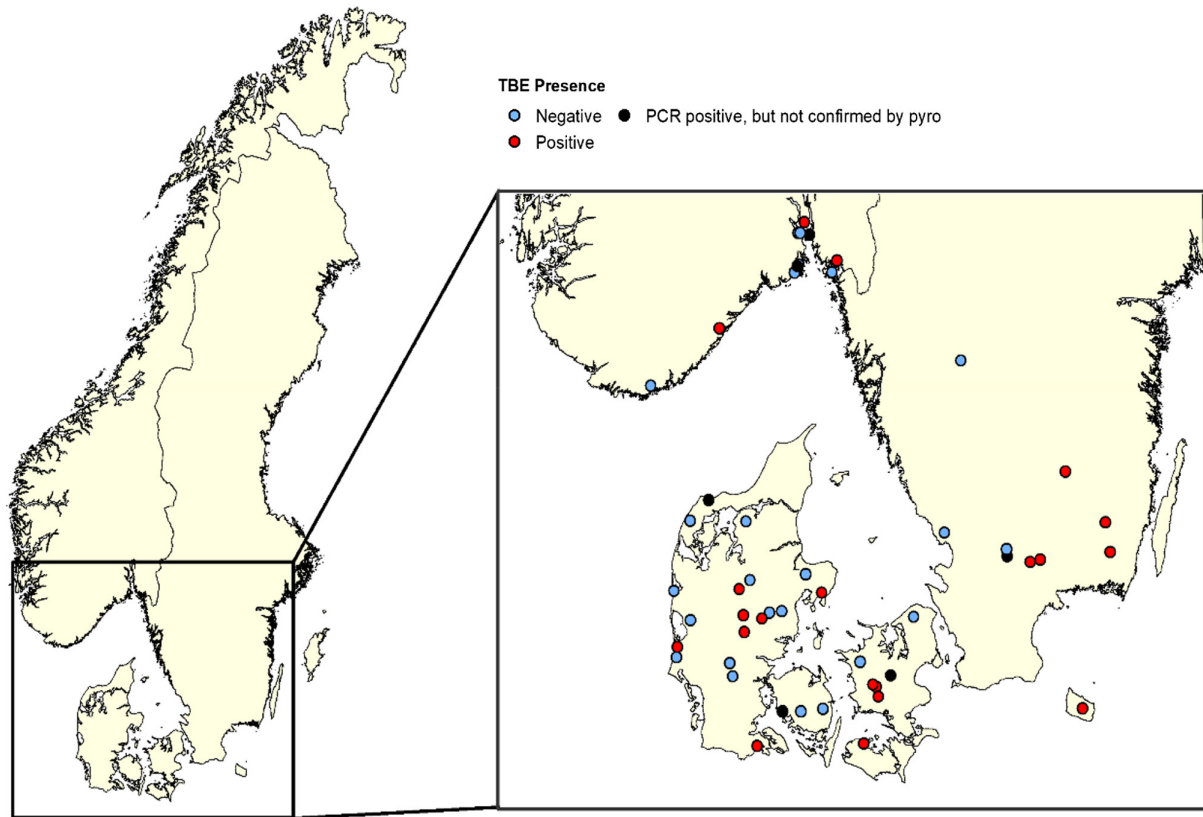 TBE Presence
Negative PCR positive, but not confirmed by pyro
Positive